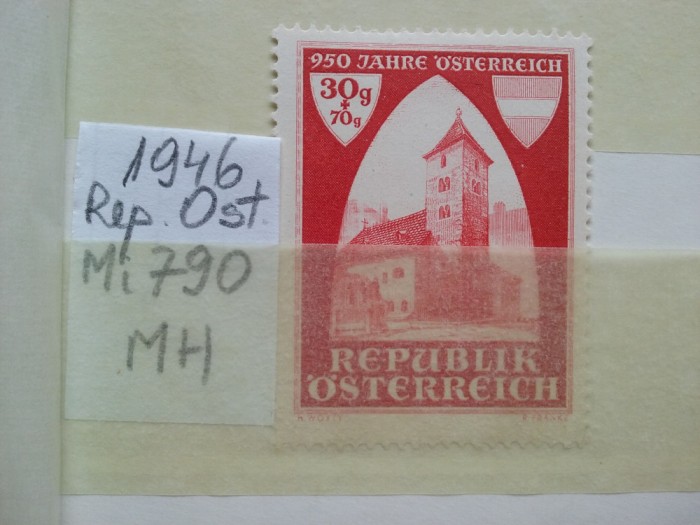 1946
Rep. Ost.
Mi 790
MH
950 JAHRE ÖSTERREICH
30g
+
70g
REPUBLIK
ÖSTERREICH